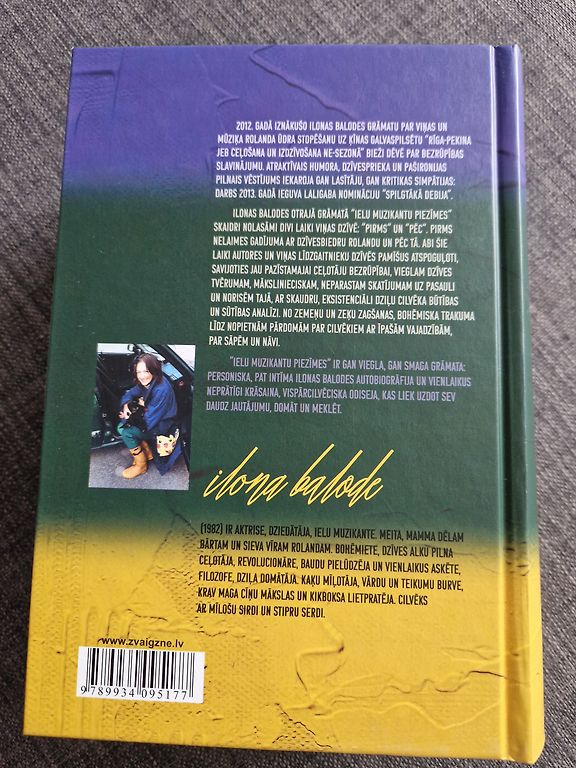 2012. GADĀ IZNĀKUŠO ILONAS BALODES GRĀMATU PAR VIŅAS UN
MŪZIĶA ROLANDA ŪDRA STOPĒŠANU UZ ĶĪNAS GALVASPILSĒTU "RĪGA-PEKINA
JEB CEĻOŠANA UN IZDZĪVOŠANA NE-SEZONĀ" BIEŽI DĒVĒ PAR BEZRŪPĪBAS
SLAVINĀJUMU. ATRAKTĪVAIS HUMORA, DZĪVESPRIEKA UN PAŠIRONIJAS
PILNAIS VĒSTĪJUMS IEKAROJA GAN LASĪTĀJU, GAN KRITIKAS SIMPĀTIJAS:
DARBS 2013. GADĀ IEGUVA LALIGABA NOMINĀCIJU "SPILGTĀKĀ DEBIJA".
ILONAS BALODES OTRAJĀ GRĀMATĀ "IELU MUZIKANTU PIEZĪMES"
SKAIDRI NOLASĀMI DIVI LAIKI VIŅAS DZĪVĒ: "PIRMS" UN "PĒC". PIRMS
NELAIMES GADĪJUMA AR DZĪVESBIEDRU ROLANDU UN PĒC TĀ. ABI ŠIE
LAIKI AUTORES UN VIŅAS LĪDZGAITNIEKU DZĪVĒS PAMĪŠUS ATSPOGUĻOTI,
SAVIJOTIES JAU PAZĪSTAMAJAI CEĻOTĀJU BEZRŪPĪBAI, VIEGLAM DZĪVES
TVĒRUMAM, MĀKSLINIECISKAM, NEPARASTAM SKATĪJUMAM UZ PASAULI
UN NORISĒM TAJĀ, AR SKAUDRU, EKSISTENCIĀLI DZIĻU CILVĒKA BŪTĪBAS
UN SŪTĪBAS ANALĪZI. NO ZEMEŅU UN ZEĶU ZAGŠANAS, BOHĒMISKA TRAKUMA
LĪDZ NOPIETNĀM PĀRDOMĀM PAR CILVĒKIEM AR ĪPAŠĀM VAJADZĪBĀM,
PAR SĀPĒM UN NĀVI.
"IELU MUZIKANTU PIEZĪMES" IR GAN VIEGLA, GAN SMAGA GRĀMATA:
PERSONISKA, PAT INTĪMA ILONAS BALODES AUTOBIOGRĀFIJA UN VIENLAIKUS
NEPRĀTĪGI KRĀSAINA, VISPĀRCILVĒCISKA ODISEJA, KAS LIEK UZDOT SEV
DAUDZ JAUTĀJUMU, DOMĀT UN MEKLĒT.
ilona balode
(1982) IR AKTRISE, DZIEDĀTĀJA, IELU MUZIKANTE. MEITA, MAMMA DĒLAM
BĀRTAM UN SIEVA VĪRAM ROLANDAM. BOHĒMIETE, DZĪVES ALKU PILNA
CEĻOTĀJA, REVOLUCIONĀRE, BAUDU PIELŪDZĒJA UN VIENLAIKUS ASKĒTE,
FILOZOFE, DZIĻA DOMĀTĀJA. KAĶU MĪĻOTĀJA, VĀRDU UN TEIKUMU BURVE,
KRAV MAGA CĪŅU MĀKSLAS UN KIKBOKSA LIETPRATĒJA. CILVĒKS
AR MĪLOŠU SIRDI UN STIPRU SERDI.
www.zvaigzne.lv
9 789934 095177